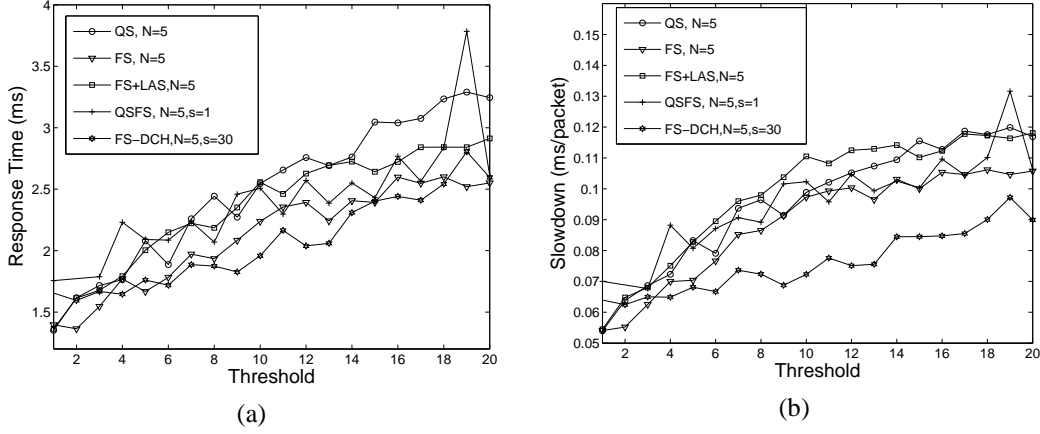 4
3.5
3
2.5
2
1.5
Response Time (ms)
QS, N=5
FS, N=5
FS+LAS,N=5
QSFS, N=5,s=1
FS−DCH,N=5,s=30
2 4 6 8 10 12 14 16 18 20
Threshold
(a)
0.16
0.15
0.14
0.13
0.12
0.11
0.1
0.09
0.08
0.07
0.06
0.05
Slowdown (ms/packet)
QS, N=5
FS, N=5
FS+LAS,N=5
QSFS, N=5,s=1
FS−DCH,N=5,s=30
2 4 6 8 10 12 14 16 18 20
Threshold
(b)